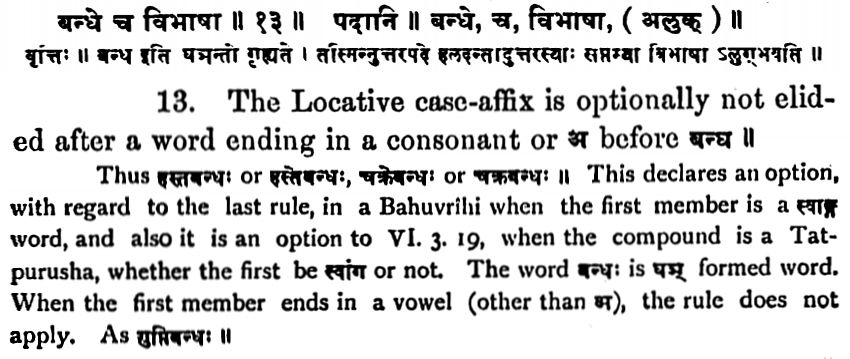 बन्धे च विभाषा ॥ १३ ॥ पदानि ॥ बन्धे, च, विभाषा, ( अलुक् ) ॥
वृत्तिः ॥ बन्ध इति घञन्तो गृह्यते । तस्मिन्नुत्तरपदे हलदन्तादुत्तरस्याः सप्तम्या विभाषा ऽलुग्भवति ॥
13. The Locative case-affix is optionally not elid-
ed after a word ending in a consonant or अ before बन्ध ॥
Thus हस्तबन्धः or हस्तेबन्धः, चक्रेबन्धः or चक्रबन्धः ॥ This declares an option,
with regard to the last rule, in a Bahuvrihi when the first member is a स्वाङ्ग
word, and also it is an option to VI. 3. 19, when the compound is a Tat-
purusha, whether the first be स्वांग or not. The word बन्धः is घञ् formed word.
When the first member ends in a vowel (other than अ), the rule does not
apply. As गुप्तिबन्धः ॥